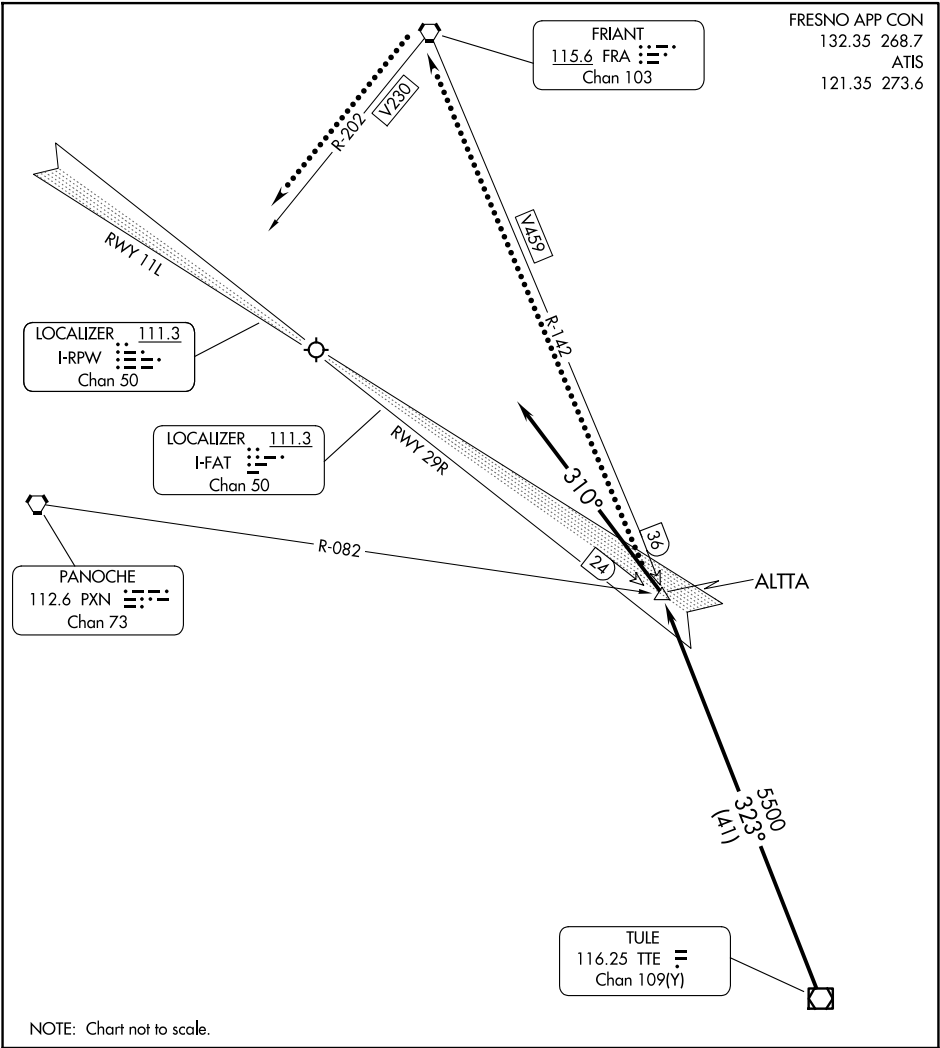 FRESNO APP CON
132.35 268.7
ATIS
121.35 273.6
FRIANT
115.6 FRA
Chan 103
R-202
V230
V459
R-142
RWY 11L
LOCALIZER 111.3
I-RPW
Chan 50
LOCALIZER 111.3
I-FAT
Chan 50
RWY 29R
310°
36
24
ALTTA
R-082
PANOCHE
112.6 PXN
Chan 73
5500
323°
(41)
TULE
116.25 TTE
Chan 109(Y)
NOTE: Chart not to scale.